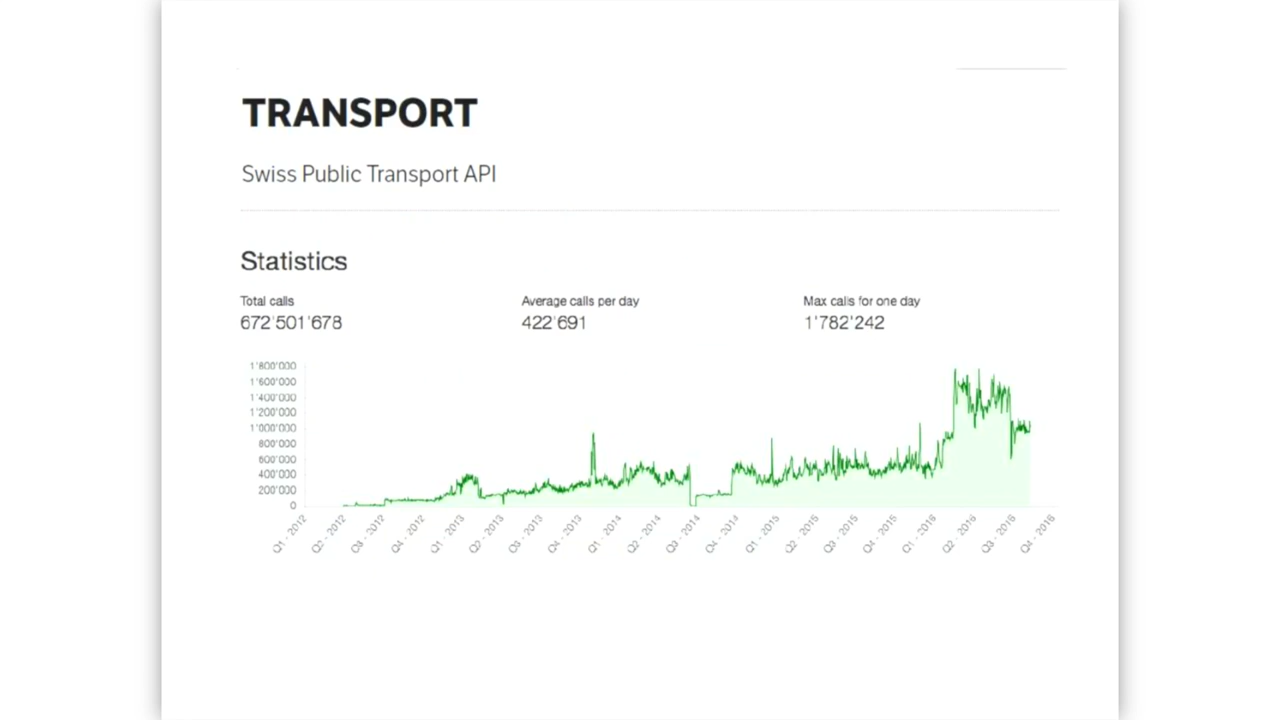 TRANSPORT
Swiss Public Transport API
Statistics
Total calls
672'501'678
Average calls per day
422'691
Max calls for one day
1'782'242
1'800'000
1'600'000
1'400'000
1'200'000
1'000'000
800'000
600'000
400'000
200'000
0
Q1 - 2012
Q2 - 2012
Q3 - 2012
Q4 - 2012
Q1 - 2013
Q2 - 2013
Q3 - 2013
Q4 - 2013
Q1 - 2014
Q2 - 2014
Q3 - 2014
Q4 - 2014
Q1 - 2015
Q2 - 2015
Q3 - 2015
Q4 - 2015
Q1 - 2016
Q2 - 2016
Q3 - 2016
Q4 - 2016